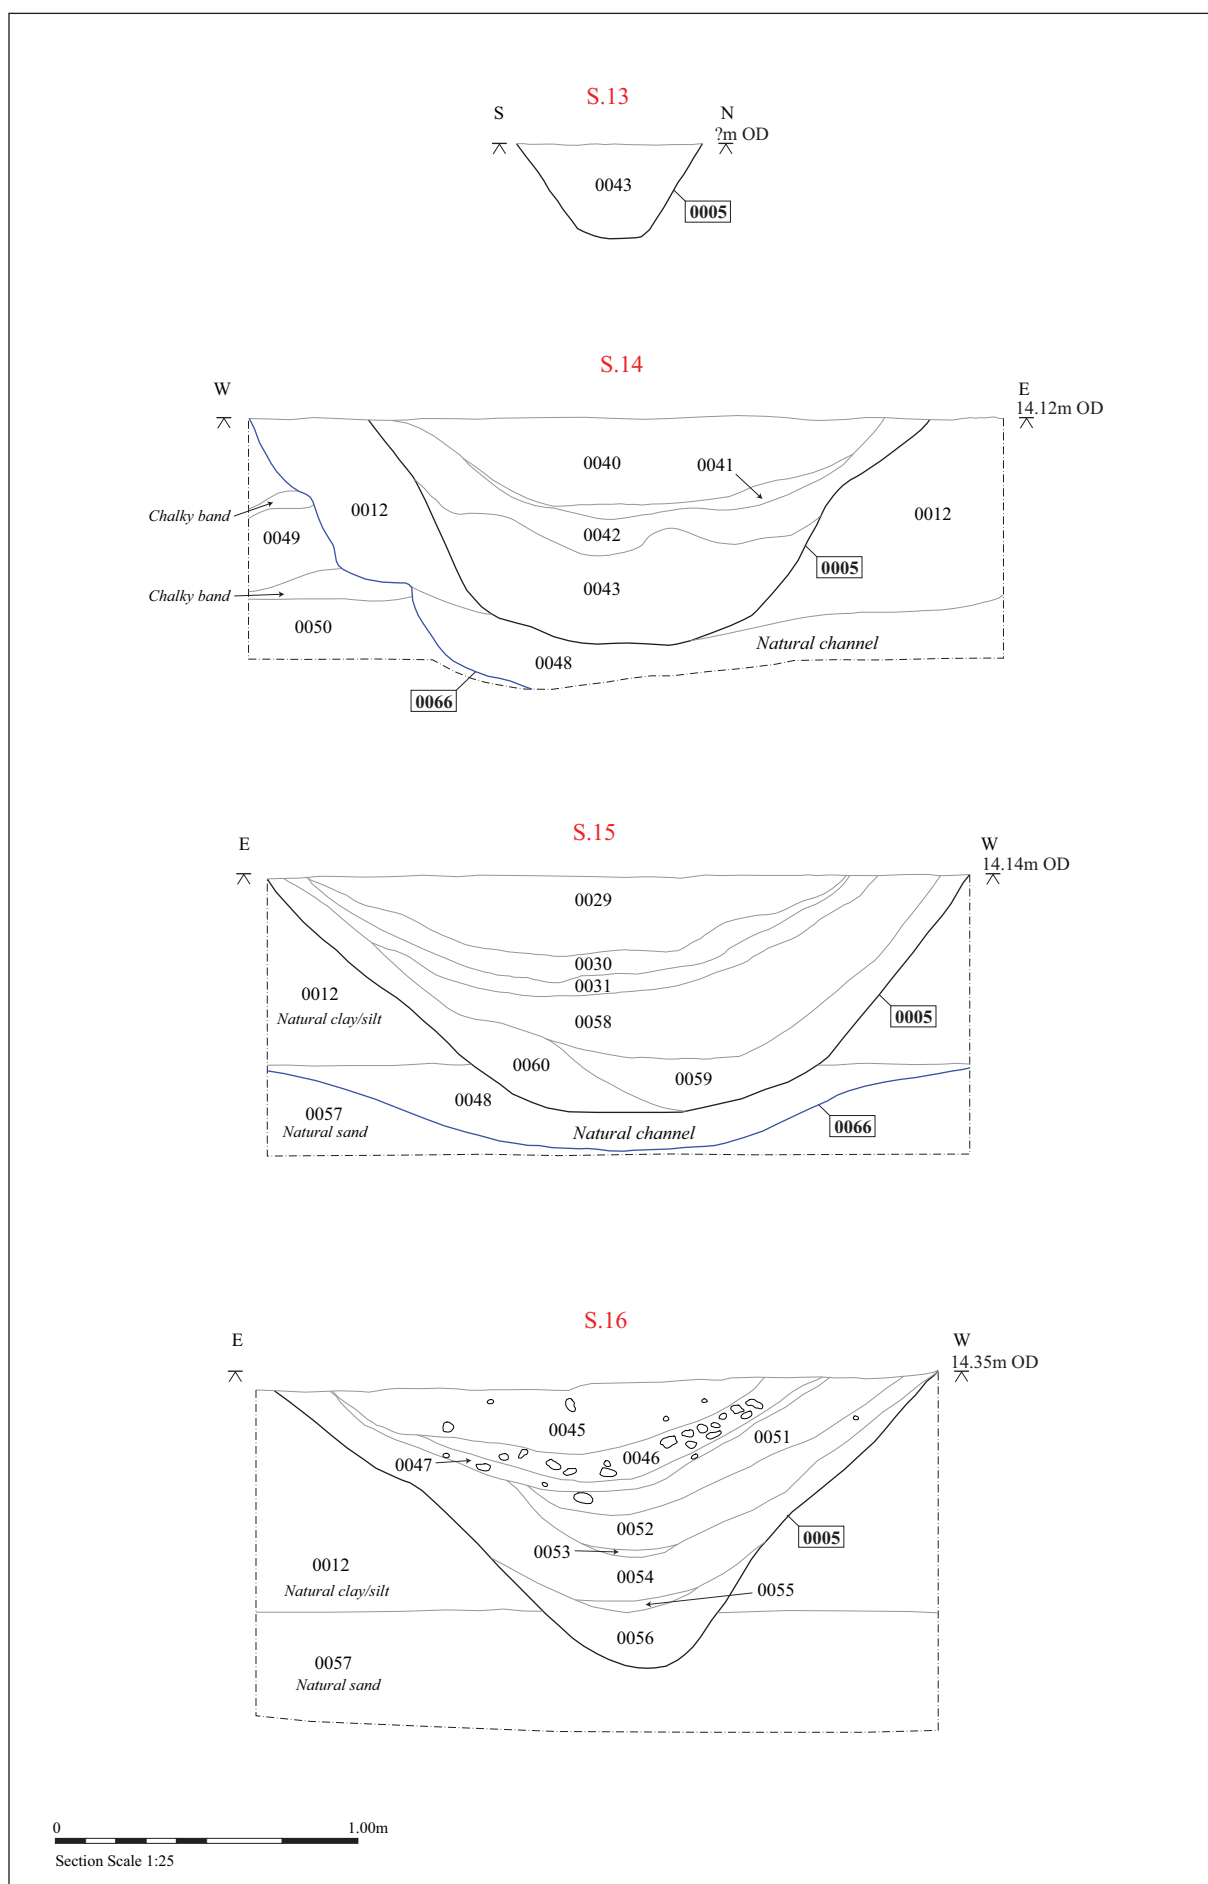 S.13
S
N
?m OD
0043
0005
S.14
W
E
14.12m OD
0040
0041
Chalky band
0012
0012
0049
0042
0005
0043
Chalky band
0050
Natural channel
0048
0066
S.15
E
W
14.14m OD
0029
0030
0031
0012
Natural clay/silt
0058
0005
0060
0059
0048
0057
Natural sand
Natural channel
0066
S.16
E
W
14.35m OD
0045
0051
0046
0047
0052
0005
0053
0012
Natural clay/silt
0054
0055
0056
0057
Natural sand
0
1.00m
Section Scale 1:25